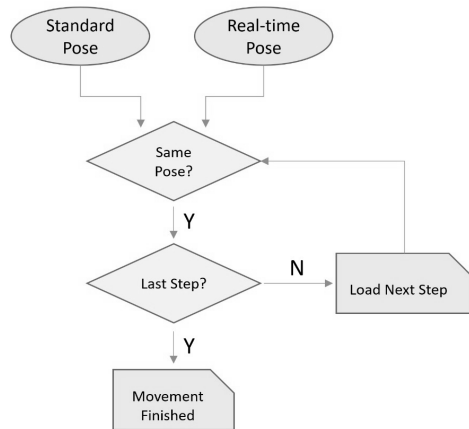 Standard
Pose
Real-time
Pose
Same
Pose?
Y
Last Step?
N
Load Next Step
Y
Movement
Finished